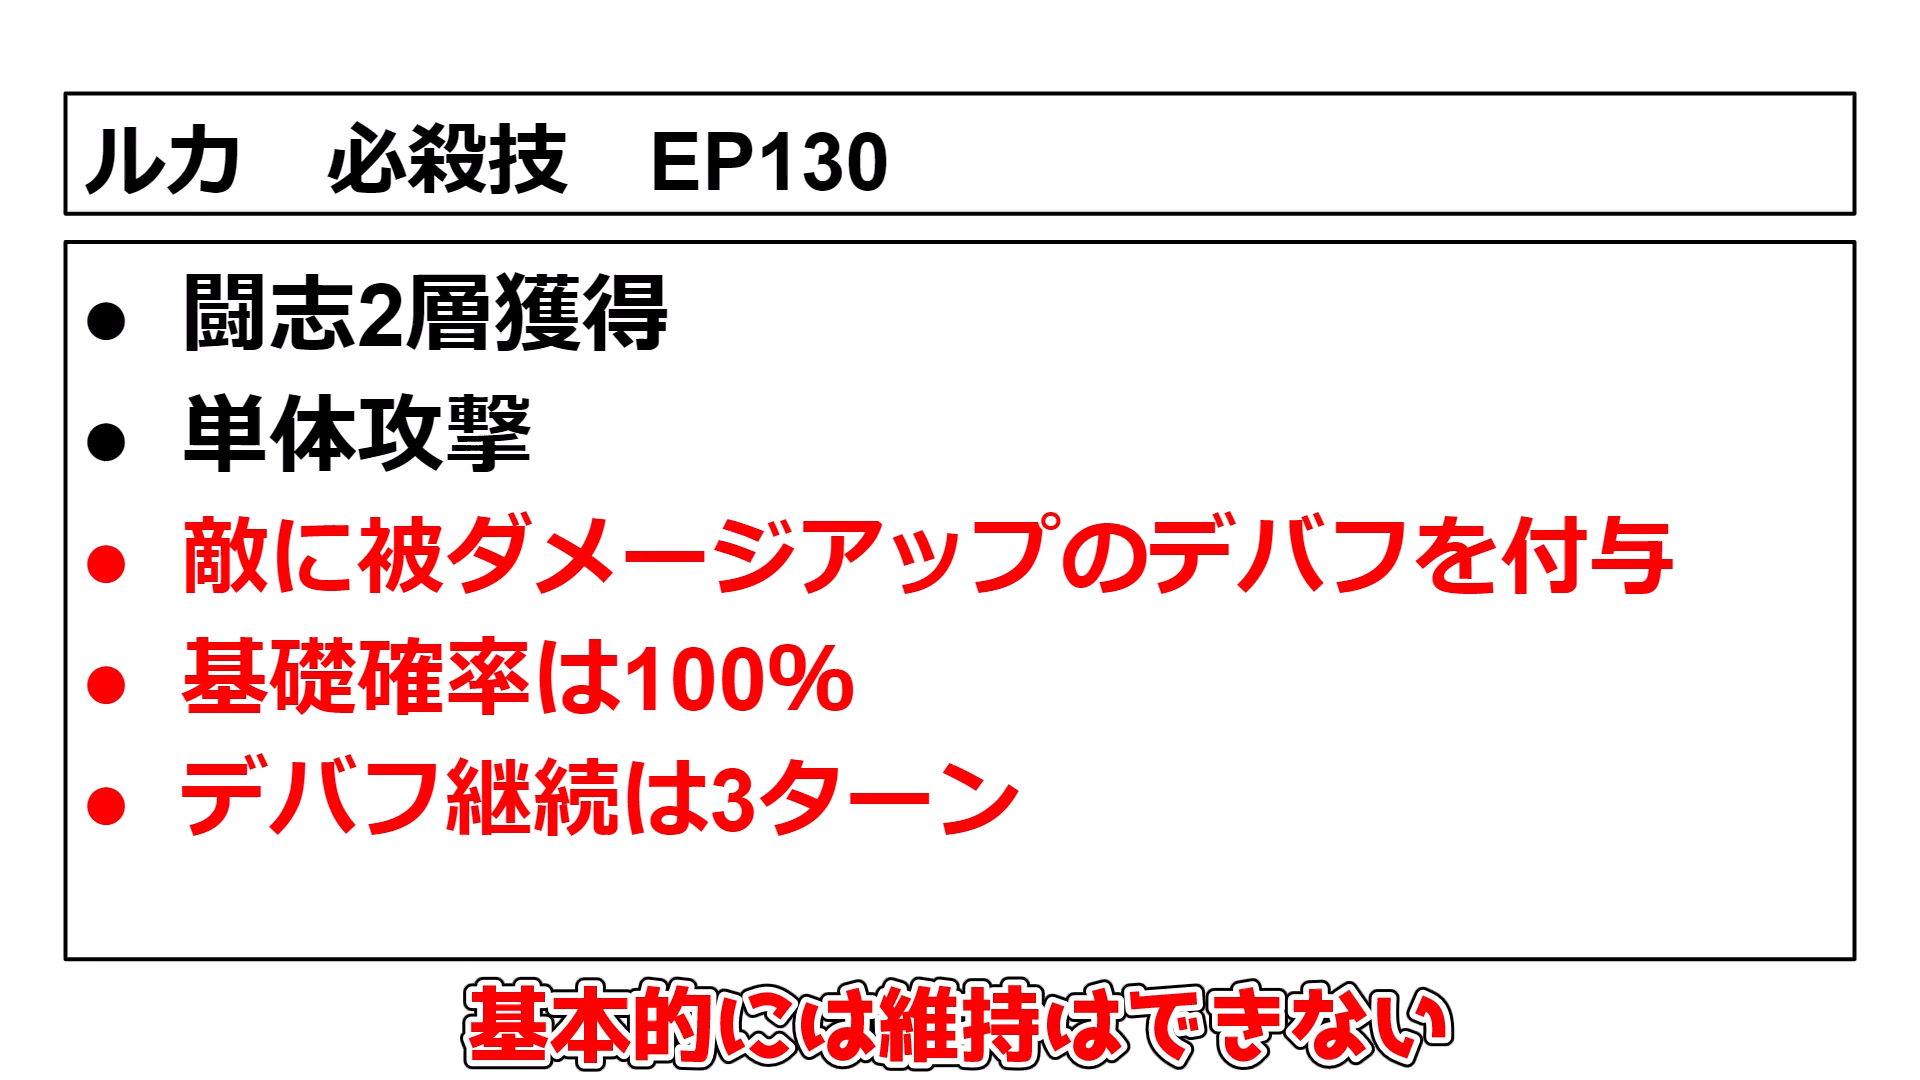 ルカ　必殺技　EP130
● 闘志2層獲得
● 単体攻撃
● 敵に被ダメージアップのデバフを付与
● 基礎確率は100%
● デバフ継続は3ターン
基本的には維持はできない